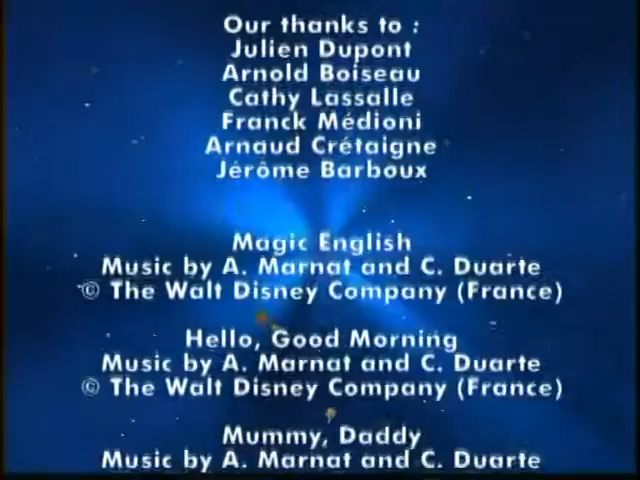 Our thanks to :
Julien Dupont
Arnold Boiseau
Cathy Lassalle
Franck Médioni
Arnaud Crétaigne
Jérôme Barboux
Magic English
Music by A. Marnat and C. Duarte
© The Walt Disney Company (France)
Hello, Good Morning
Music by A. Marnat and C. Duarte
© The Walt Disney Company (France)
Mummy, Daddy
Music by A. Marnat and C. Duarte